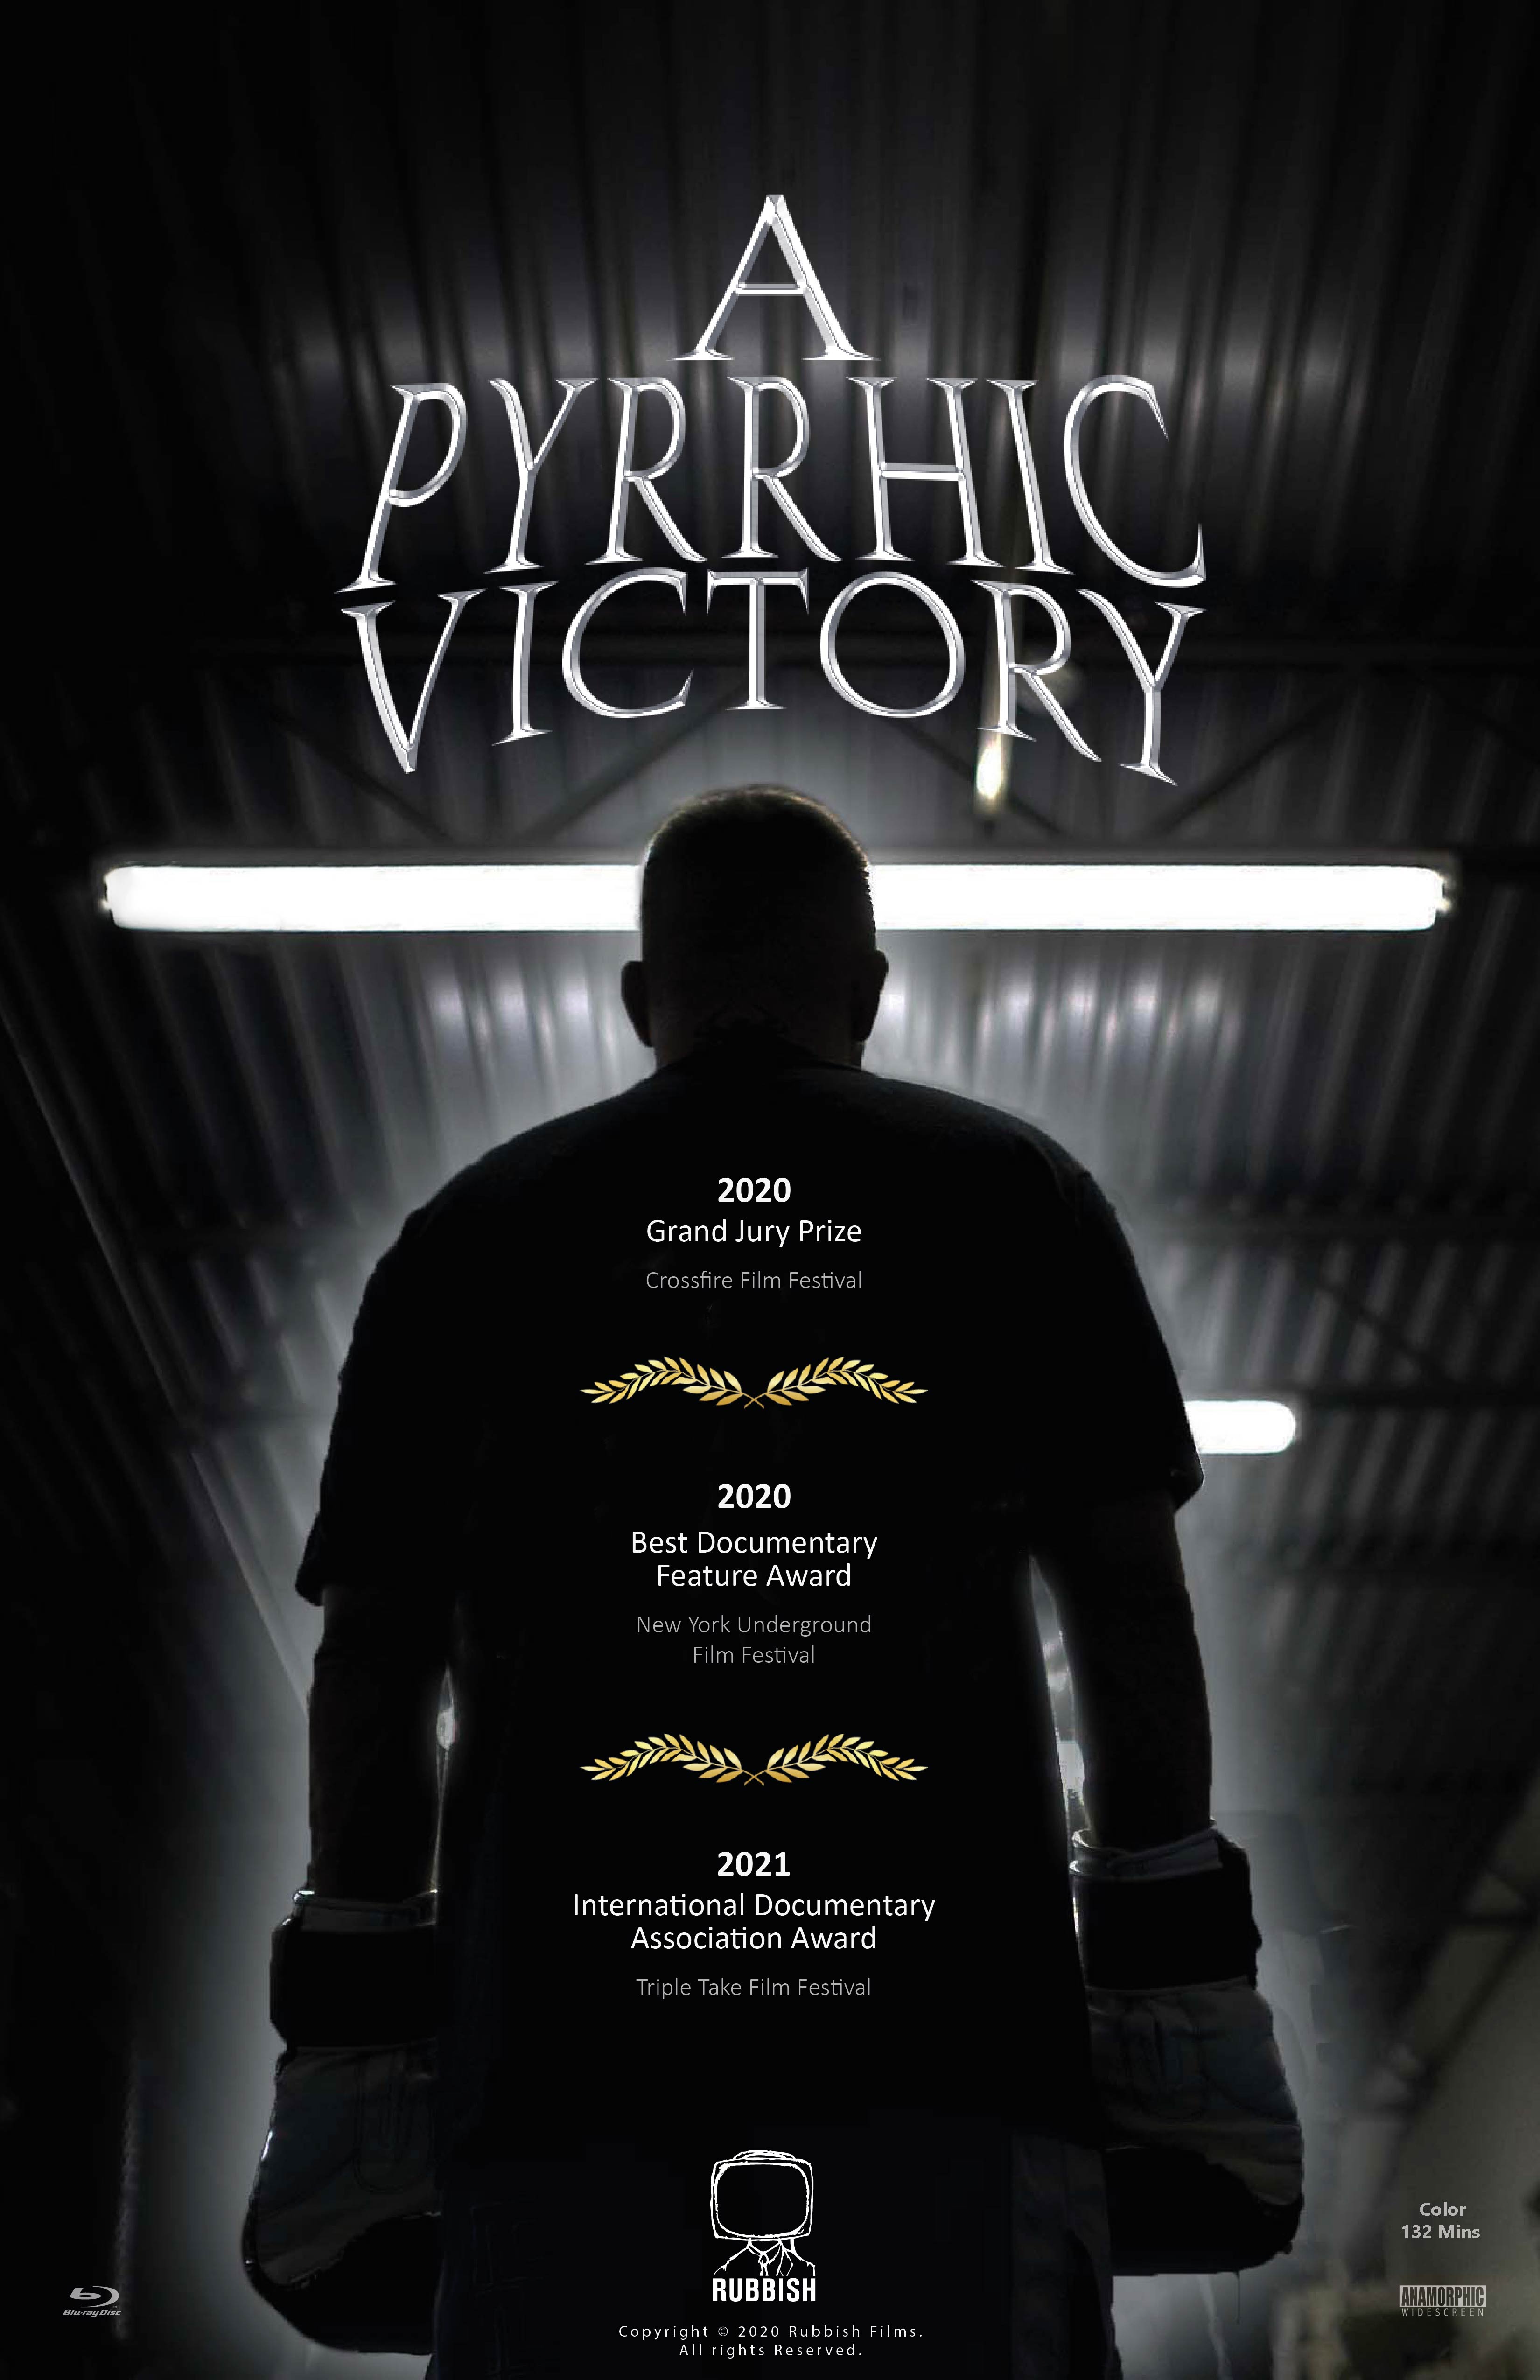 A
PYRRHIC
VICTORY
2020
Grand Jury Prize
Crossfire Film Festival
2020
Best Documentary
Feature Award
New York Underground
Film Festival
2021
International Documentary
Association Award
Triple Take Film Festival
RUBBISH
Copyright © 2020 Rubbish Films.
All rights Reserved.
Blu-ray Disc
Color
132 Mins
ANAMORPHIC
WIDESCREEN